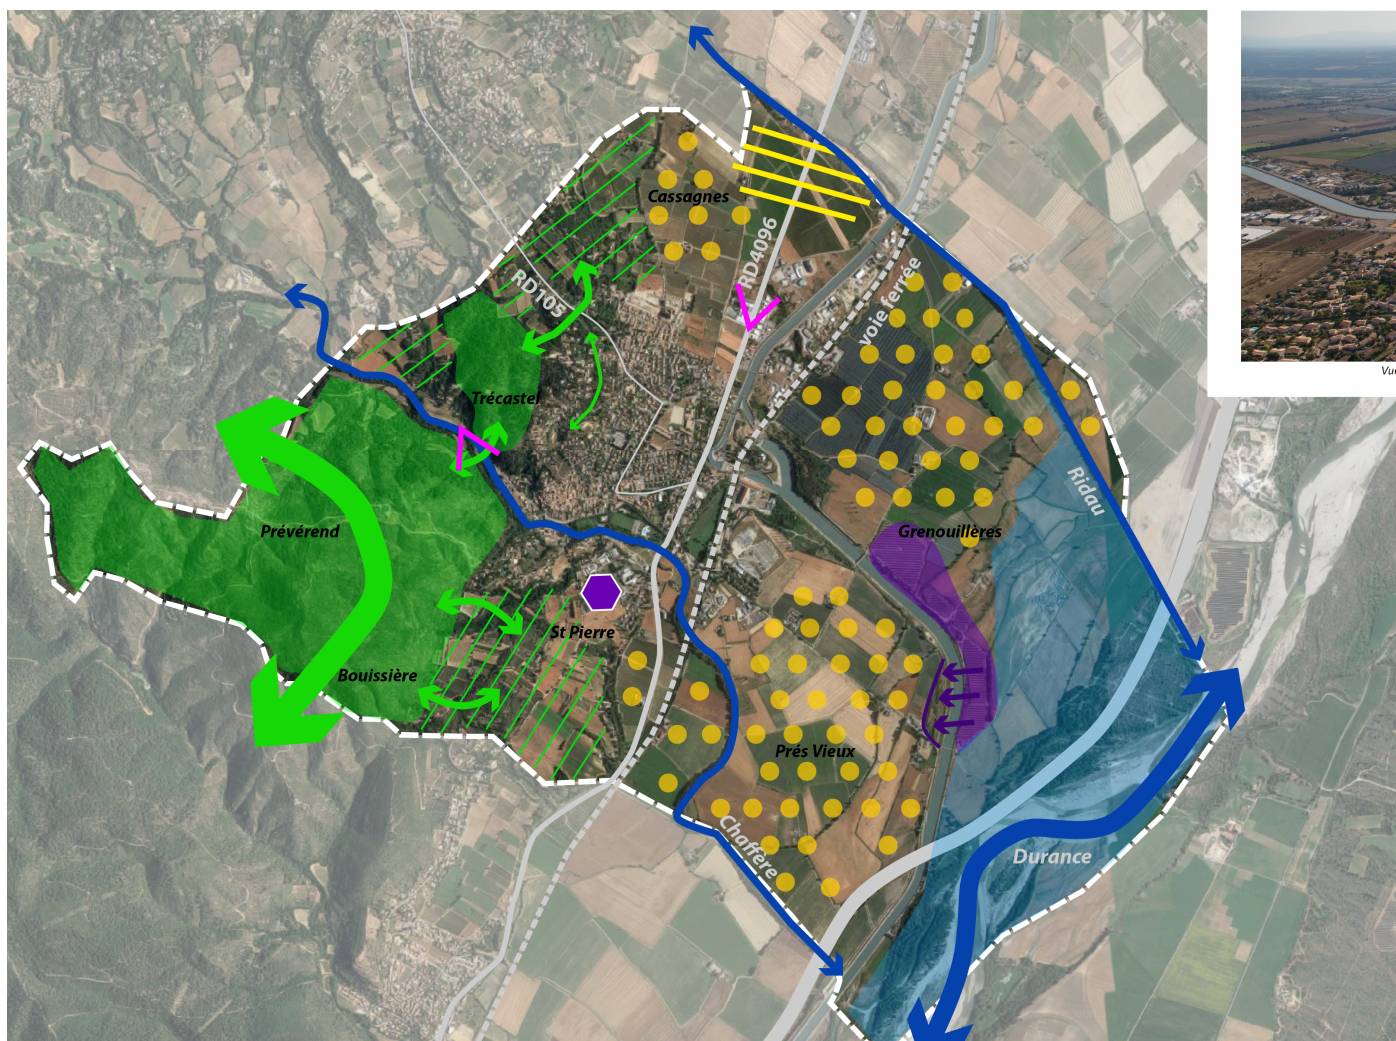 Cassagnes
RD4096
RD105
voie ferrée
Vue
Trécastel
Ridau
Prévérend
Grenouillères
St Pierre
Bouissière
Prés Vieux
Chaffère
Durance